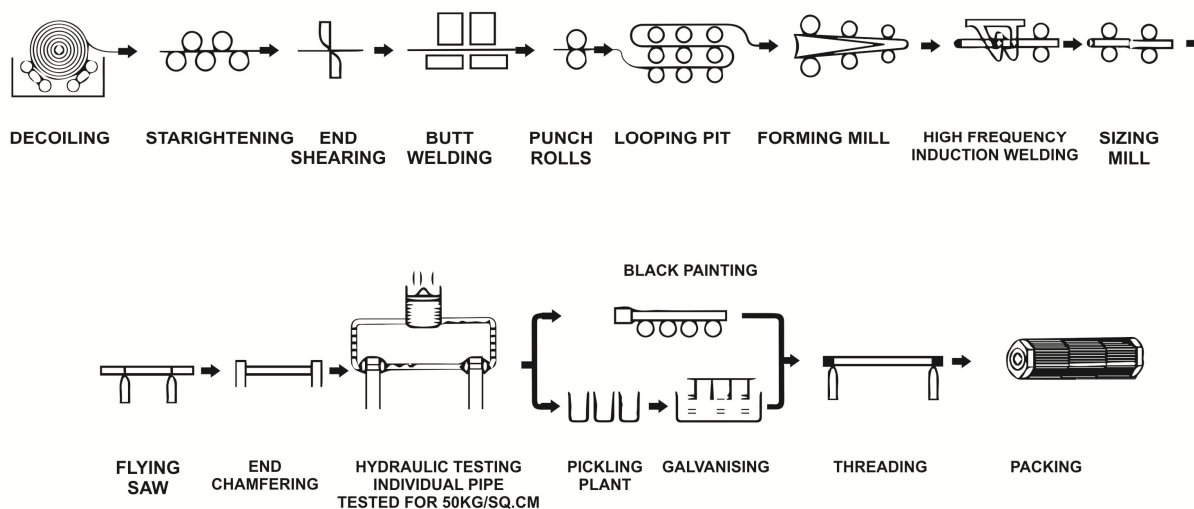 DECOILING
STARIGHTENING
END
SHEARING
BUTT
WELDING
PUNCH
ROLLS
LOOPING PIT
FORMING MILL
HIGH FREQUENCY
INDUCTION WELDING
SIZING
MILL
BLACK PAINTING
FLYING
SAW
END
CHAMFERING
HYDRAULIC TESTING
INDIVIDUAL PIPE
TESTED FOR 50KG/SQ.CM
PICKLING
PLANT
GALVANISING
THREADING
PACKING